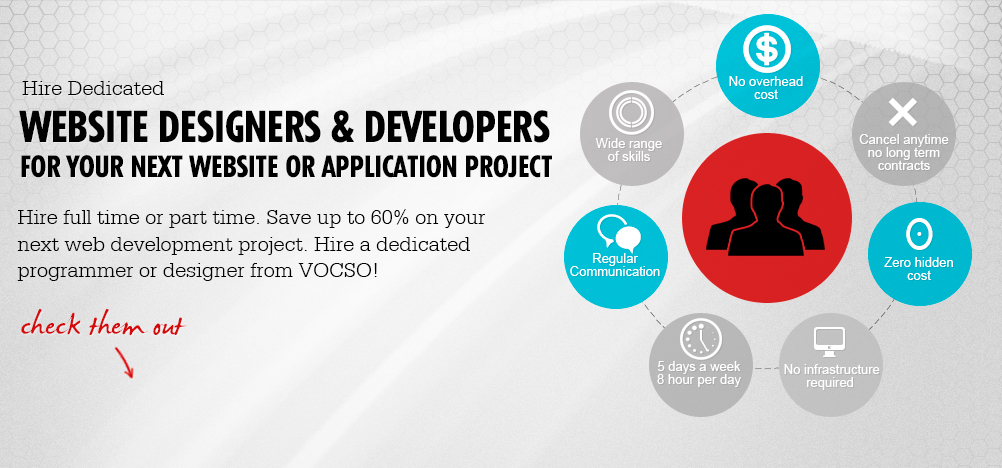 Hire Dedicated
WEBSITE DESIGNERS & DEVELOPERS
FOR YOUR NEXT WEBSITE OR APPLICATION PROJECT
Hire full time or part time. Save up to 60% on your
next web development project. Hire a dedicated
programmer or designer from VOCSO!
check them out
$
No overhead
cost
Wide range
of skills
Cancel anytime
no long term
contracts
Regular
Communication
Zero hidden
cost
5 days a week
8 hour per day
No infrastructure
required